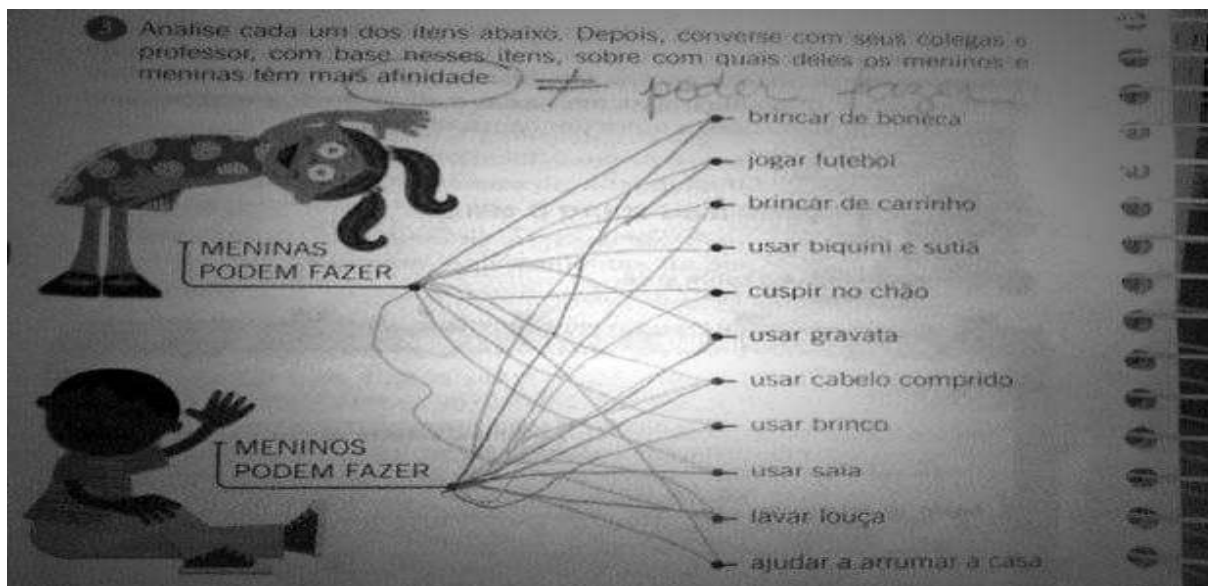 3 Analise cada um dos itens abaixo. Depois, converse com seus colegas e
professor, com base nesses itens, sobre com quais deles os meninos e
meninas têm mais afinidade. ≠ poder fazer
brincar de boneca
jogar futebol
brincar de carrinho
usar biquíni e sutiã
MENINAS
PODEM FAZER
cuspir no chão
usar gravata
usar cabelo comprido
usar brinco
MENINOS
PODEM FAZER
usar saia
lavar louça
ajudar a arrumar a casa